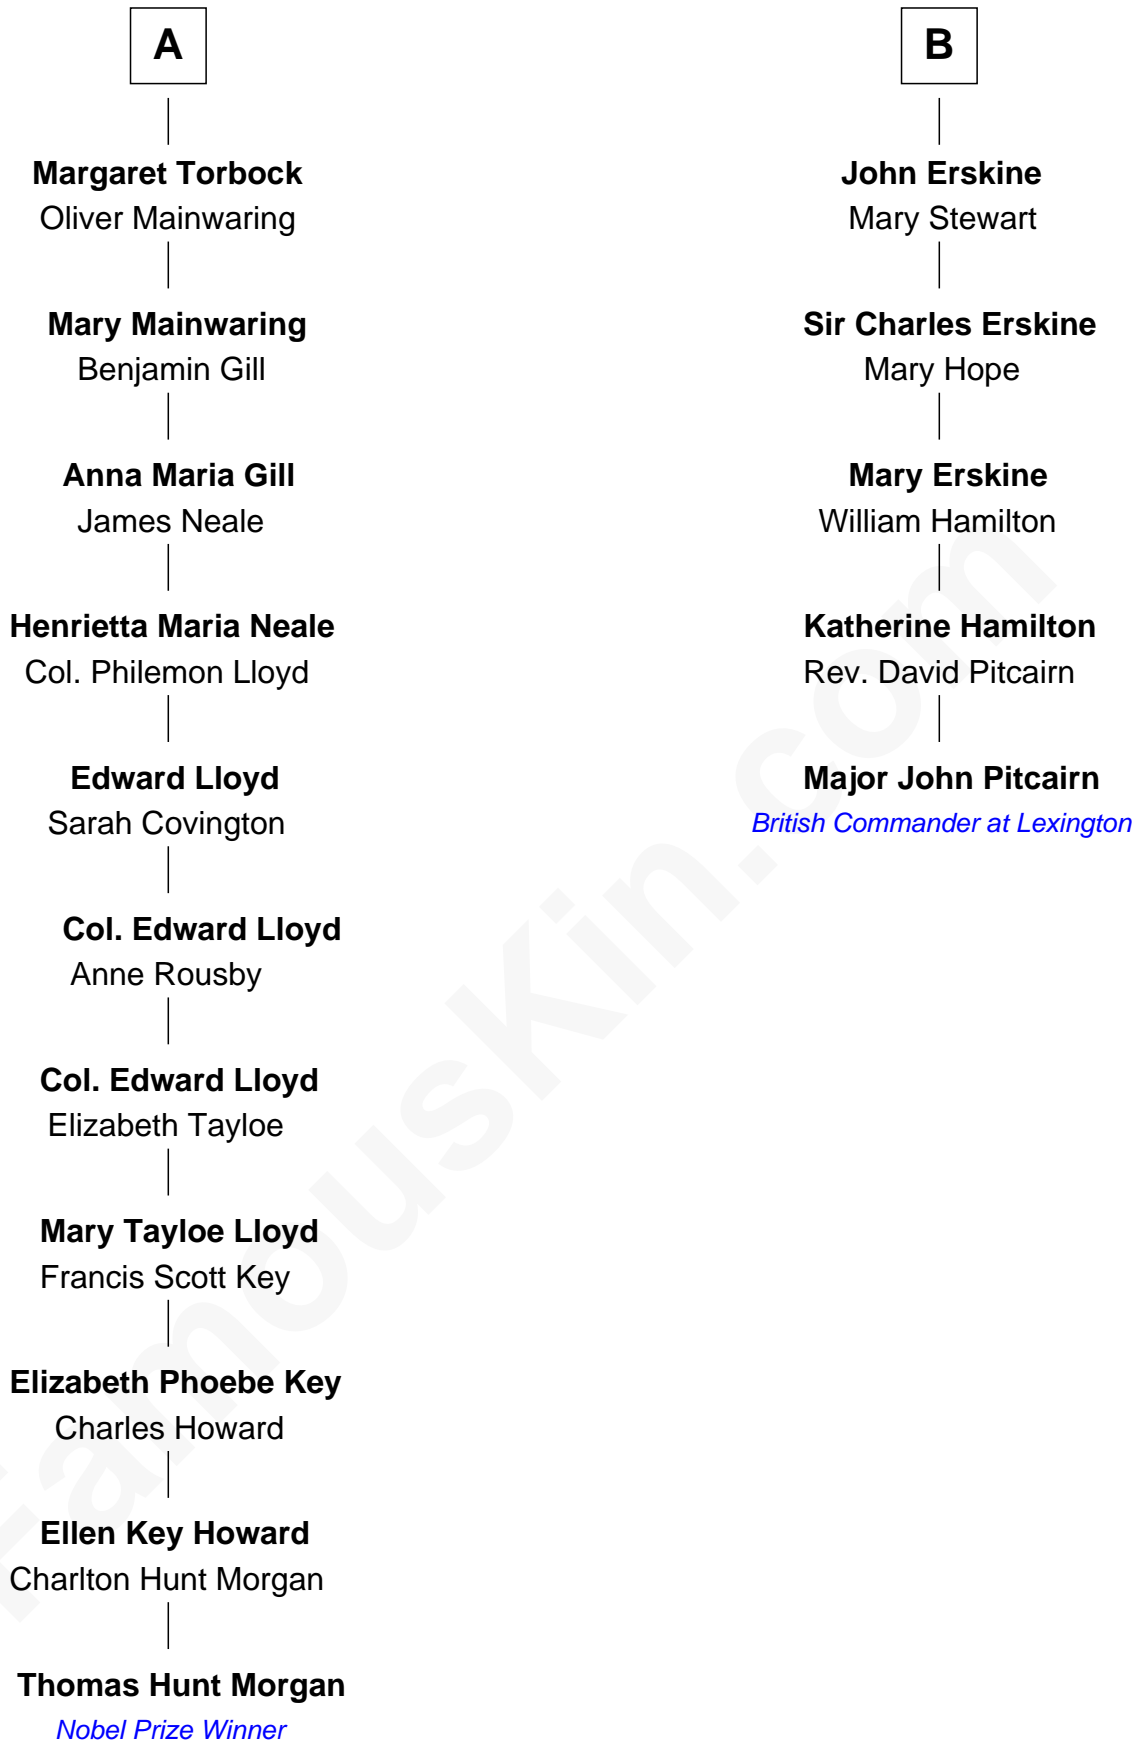 A
Margaret Torbock
Oliver Mainwaring
Mary Mainwaring
Benjamin Gill
Anna Maria Gill
James Neale
Henrietta Maria Neale
Col. Philemon Lloyd
Edward Lloyd
Sarah Covington
Col. Edward Lloyd
Anne Rousby
Col. Edward Lloyd
Elizabeth Tayloe
Mary Tayloe Lloyd
Francis Scott Key
Elizabeth Phoebe Key
Charles Howard
Ellen Key Howard
Charlton Hunt Morgan
Thomas Hunt Morgan
Nobel Prize Winner
B
John Erskine
Mary Stewart
Sir Charles Erskine
Mary Hope
Mary Erskine
William Hamilton
Katherine Hamilton
Rev. David Pitcairn
Major John Pitcairn
British Commander at Lexington
FamousKin.com